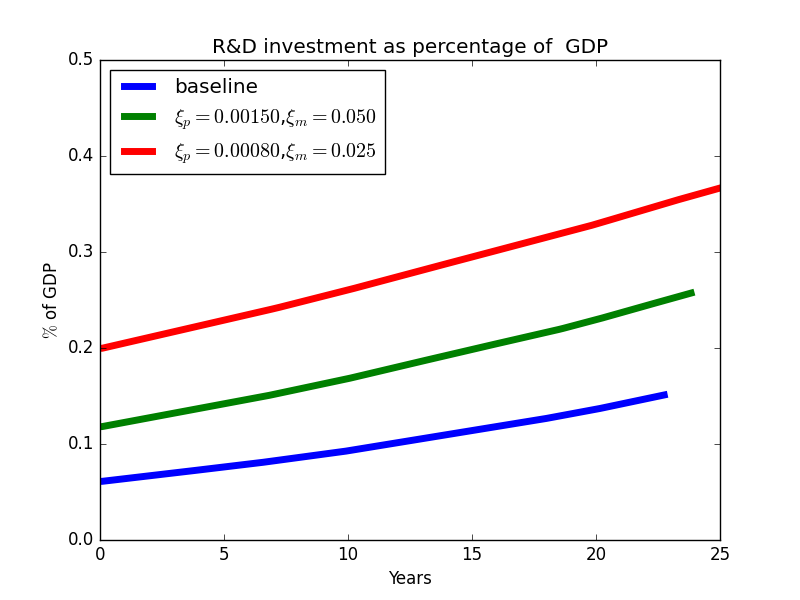 R&D investment as percentage of  GDP
baseline
ξₚ = 0.00150,ξₘ = 0.050
ξₚ = 0.00080,ξₘ = 0.025
% of GDP
0.5
0.4
0.3
0.2
0.1
0.0
0 5 10 15 20 25
Years